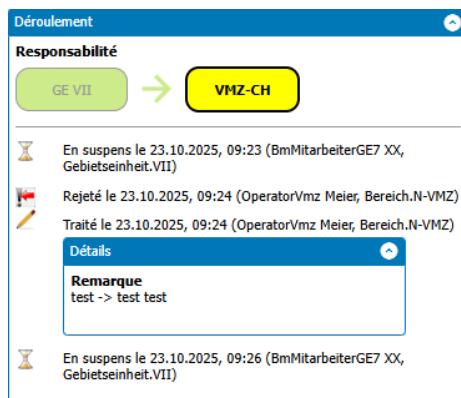 Déroulement
Responsabilité
GE VII
VMZ-CH
En suspens le 23.10.2025, 09:23 (BmMitarbeiterGE7 XX,
Gebietseinheit.VII)
Rejeté le 23.10.2025, 09:24 (OperatorVmz Meier, Bereich.N-VMZ)
Traité le 23.10.2025, 09:24 (OperatorVmz Meier, Bereich.N-VMZ)
Détails
Remarque
test -> test test
En suspens le 23.10.2025, 09:26 (BmMitarbeiterGE7 XX,
Gebietseinheit.VII)